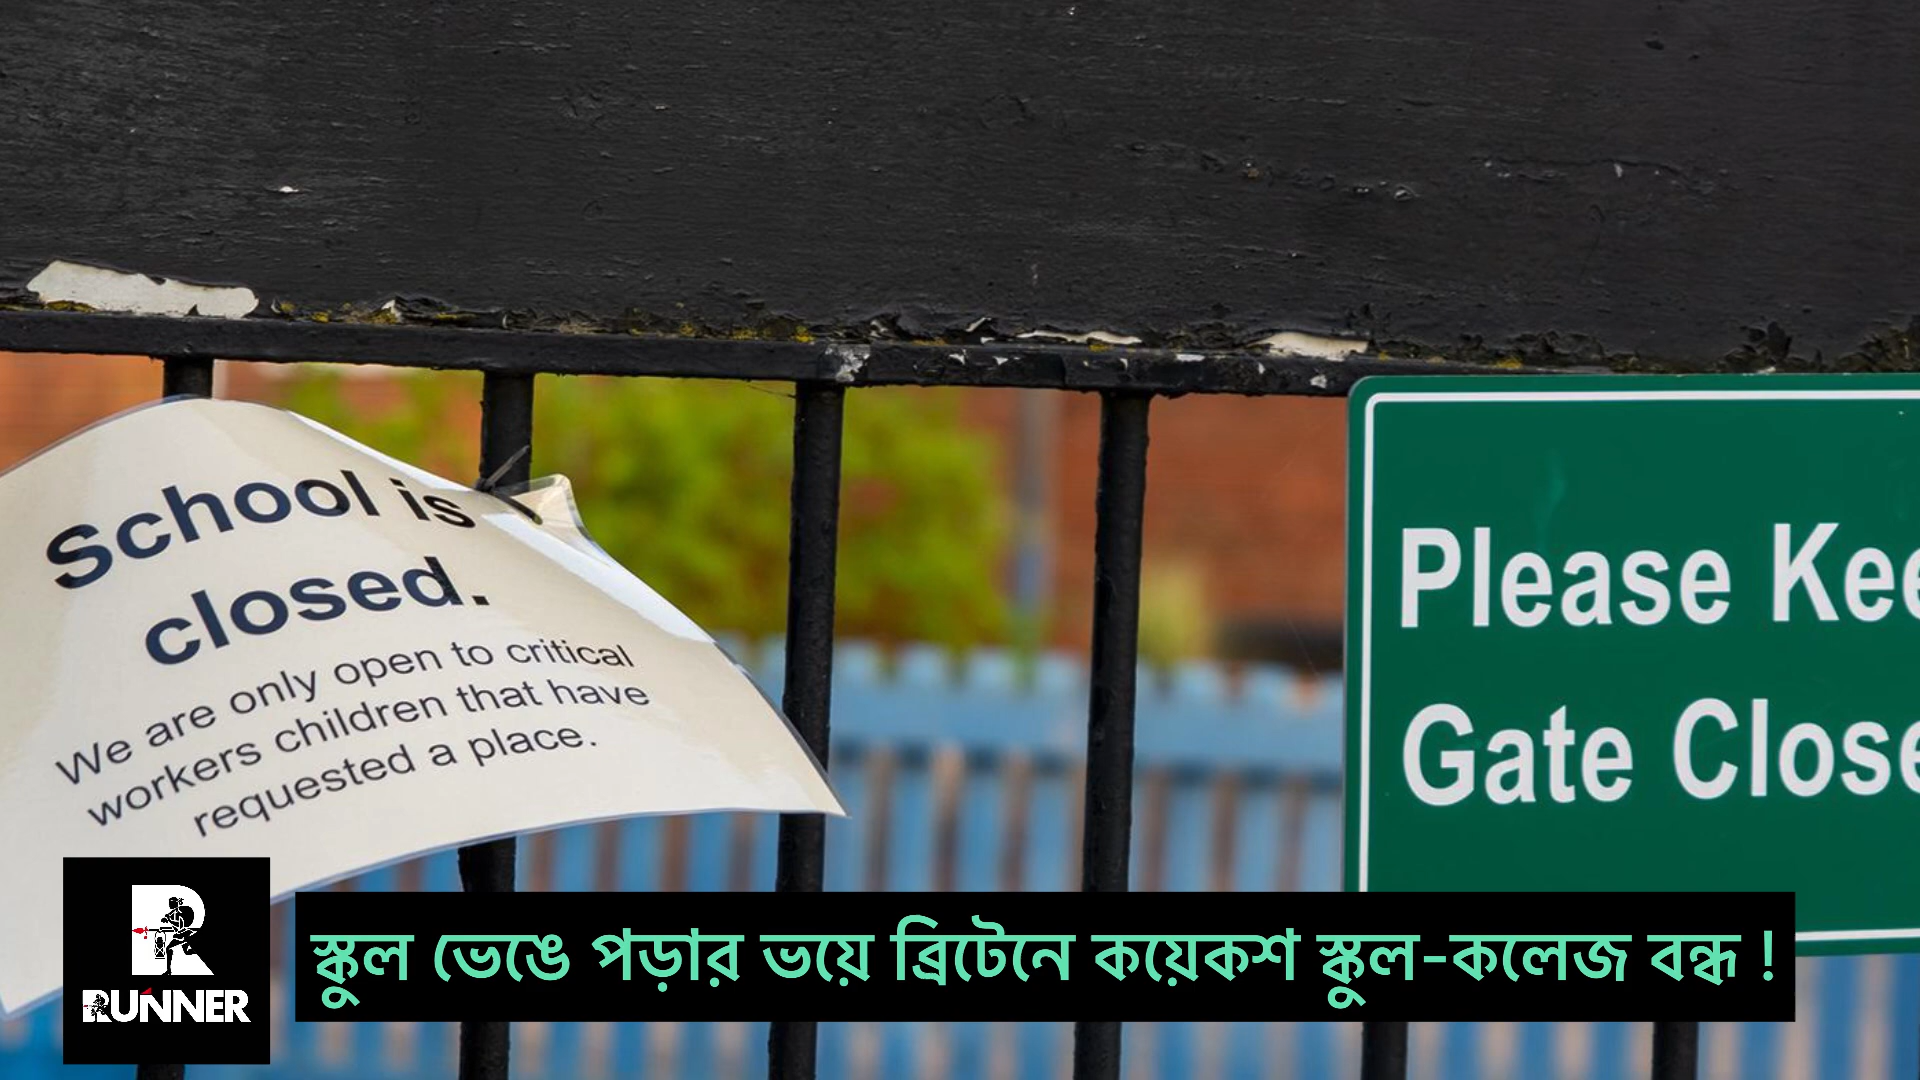 School is
closed.
We are only open to critical
workers children that have
requested a place.
Please Kee
Gate Close
RUNNER
স্কুল ভেঙে পড়ার ভয়ে ব্রিটেনে কয়েকশ স্কুল-কলেজ বন্ধ !